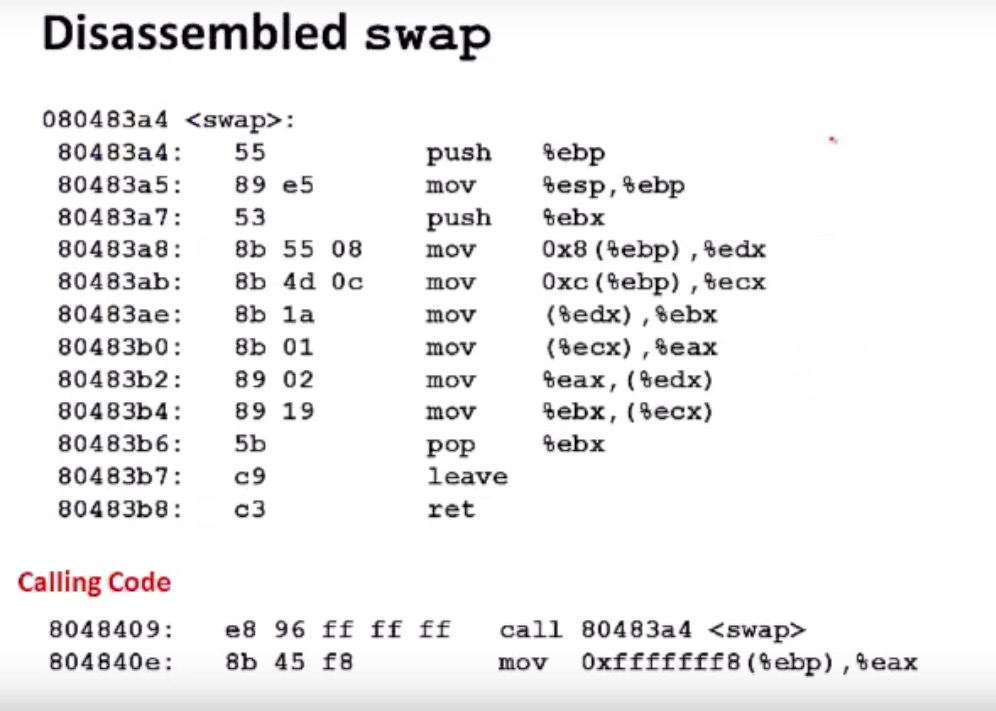 Disassembled swap
080483a4 <swap>:
80483a4: 55 push %ebp
80483a5: 89 e5 mov %esp,%ebp
80483a7: 53 push %ebx
80483a8: 8b 55 08 mov 0x8(%ebp),%edx
80483ab: 8b 4d 0c mov 0xc(%ebp),%ecx
80483ae: 8b 1a mov (%edx),%ebx
80483b0: 8b 01 mov (%ecx),%eax
80483b2: 89 02 mov %eax,(%edx)
80483b4: 89 19 mov %ebx,(%ecx)
80483b6: 5b pop %ebx
80483b7: c9 leave
80483b8: c3 ret
Calling Code
8048409: e8 96 ff ff ff call 80483a4 <swap>
804840e: 8b 45 f8 mov 0xfffffff8(%ebp),%eax